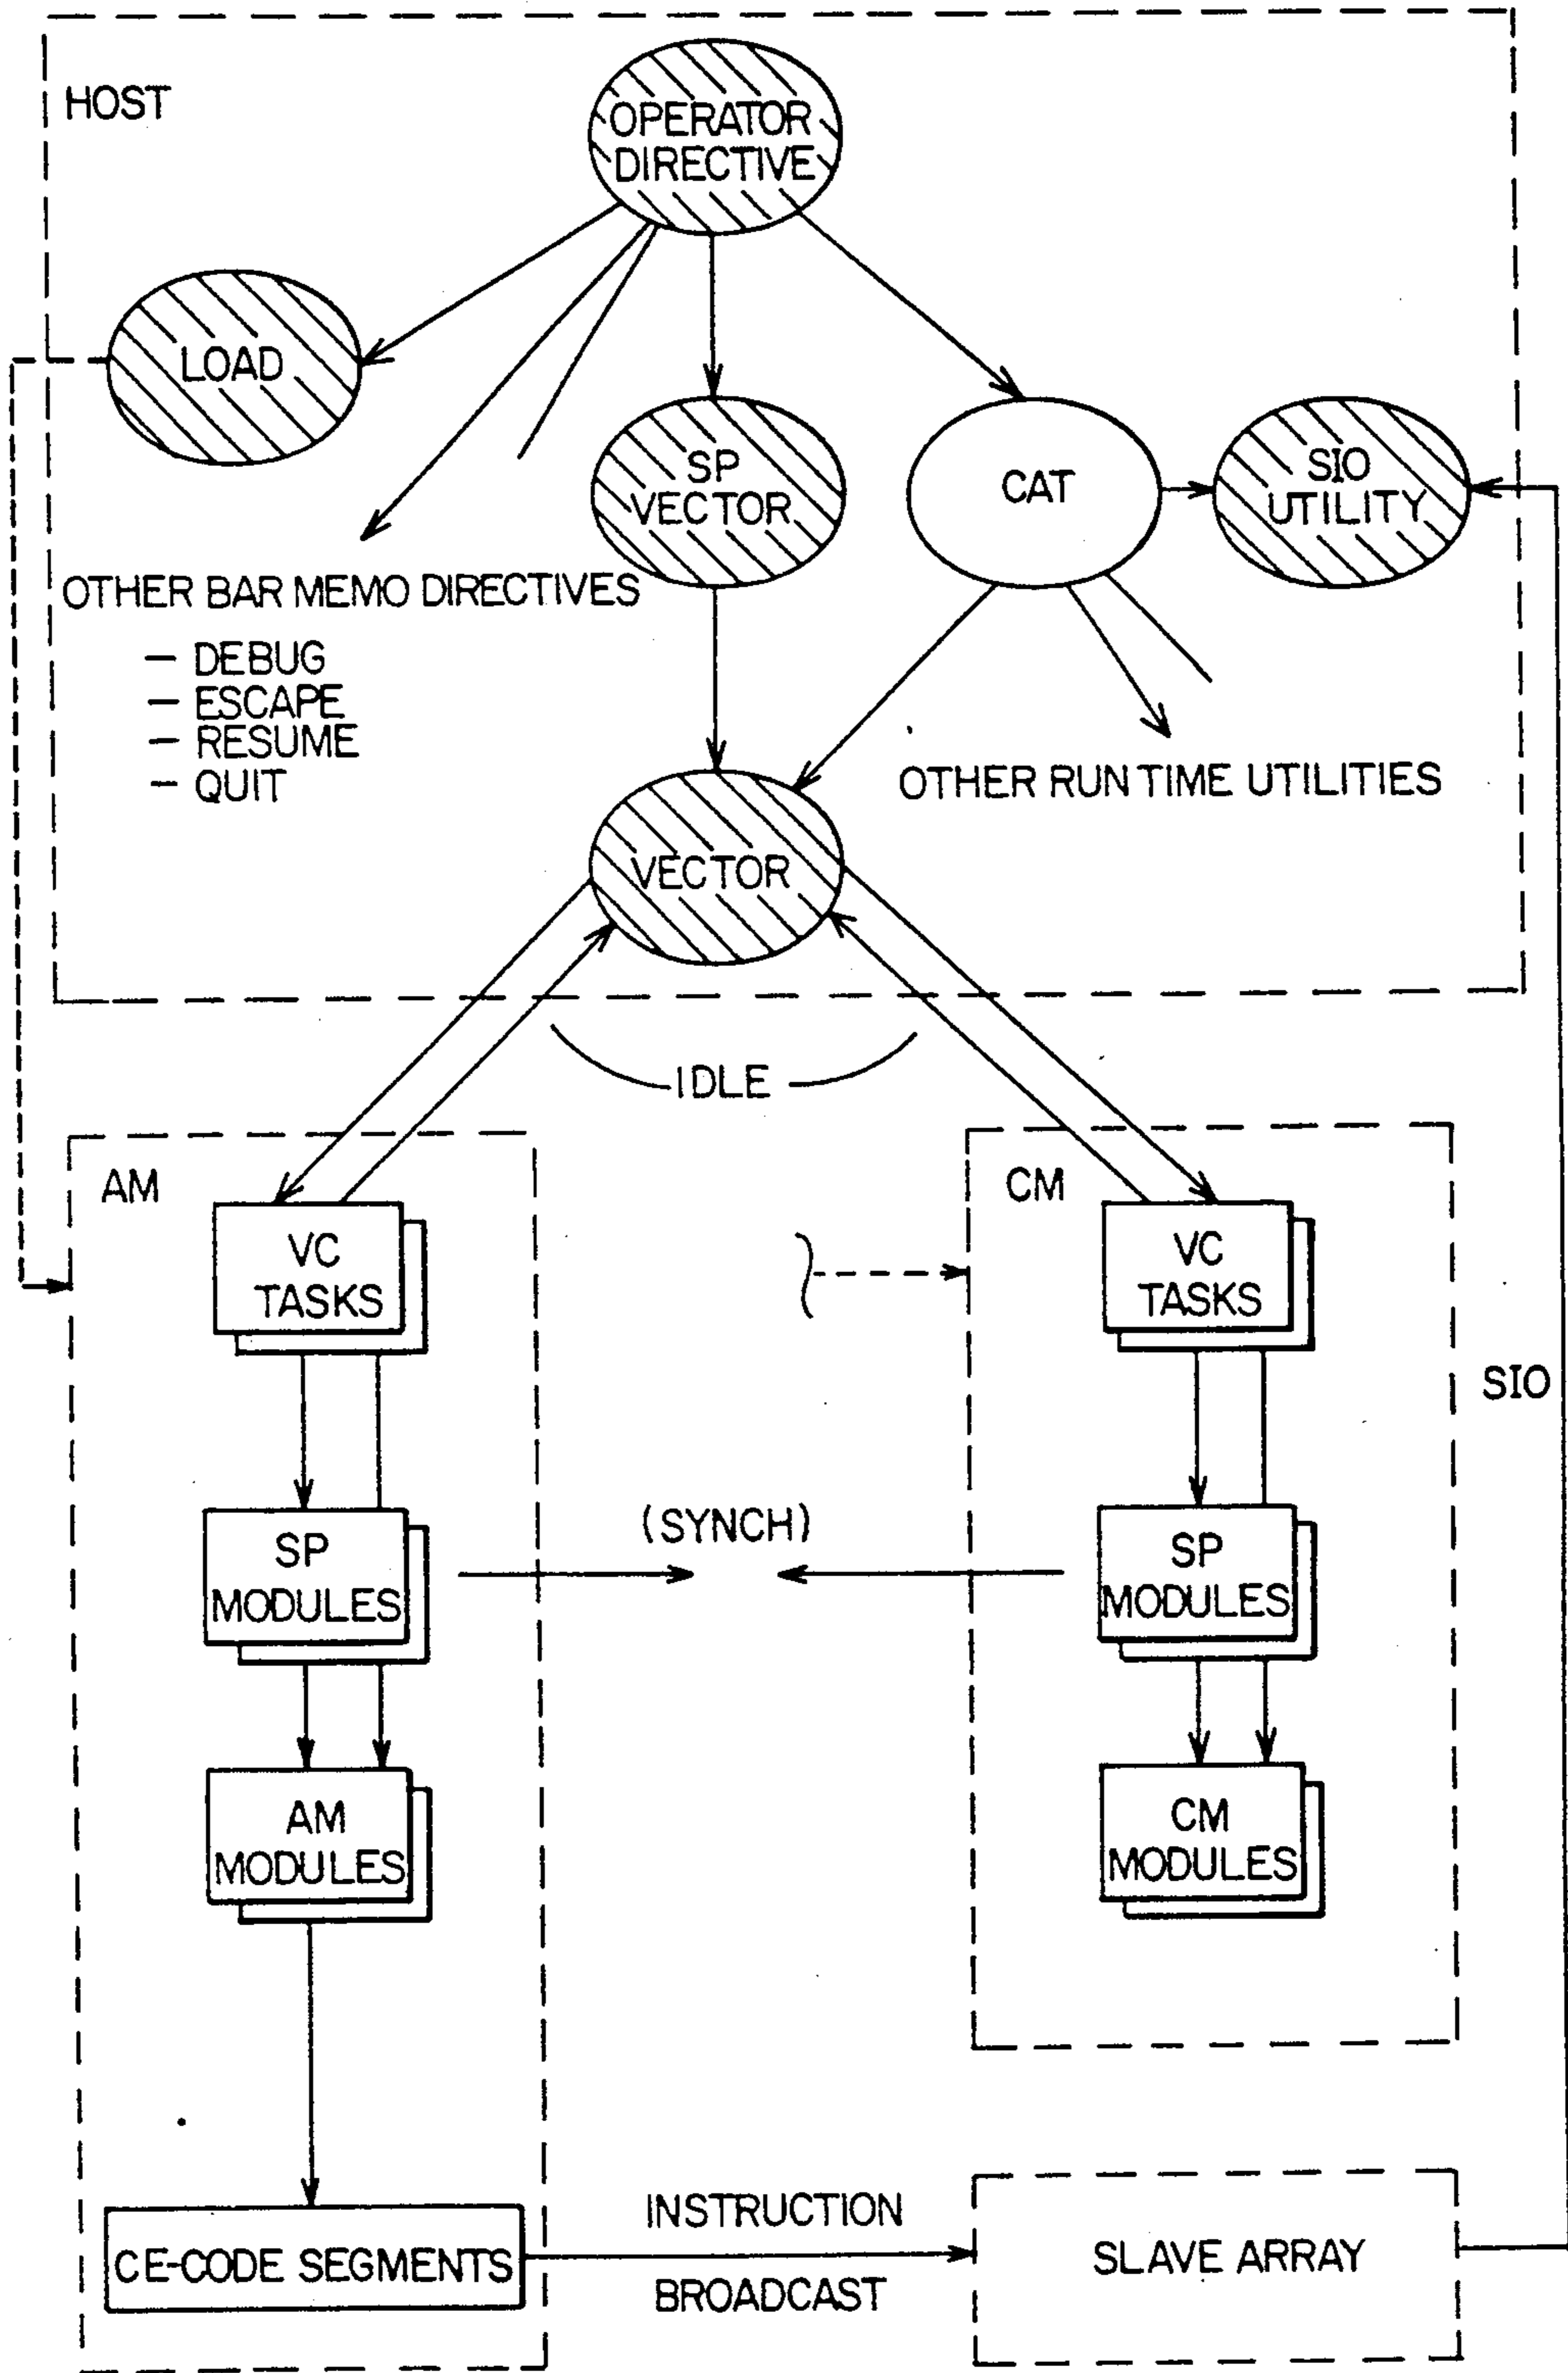 HOST
OPERATOR
DIRECTIVE
LOAD
SP
VECTOR
CAT
SIO
UTILITY
OTHER BAR MEMO DIRECTIVES
— DEBUG
— ESCAPE
— RESUME
— QUIT
OTHER RUN TIME UTILITIES
VECTOR
IDLE
AM
CM
VC
TASKS
VC
TASKS
SIO
SP
MODULES
(SYNCH)
SP
MODULES
AM
MODULES
CM
MODULES
CE-CODE SEGMENTS
INSTRUCTION
BROADCAST
SLAVE ARRAY